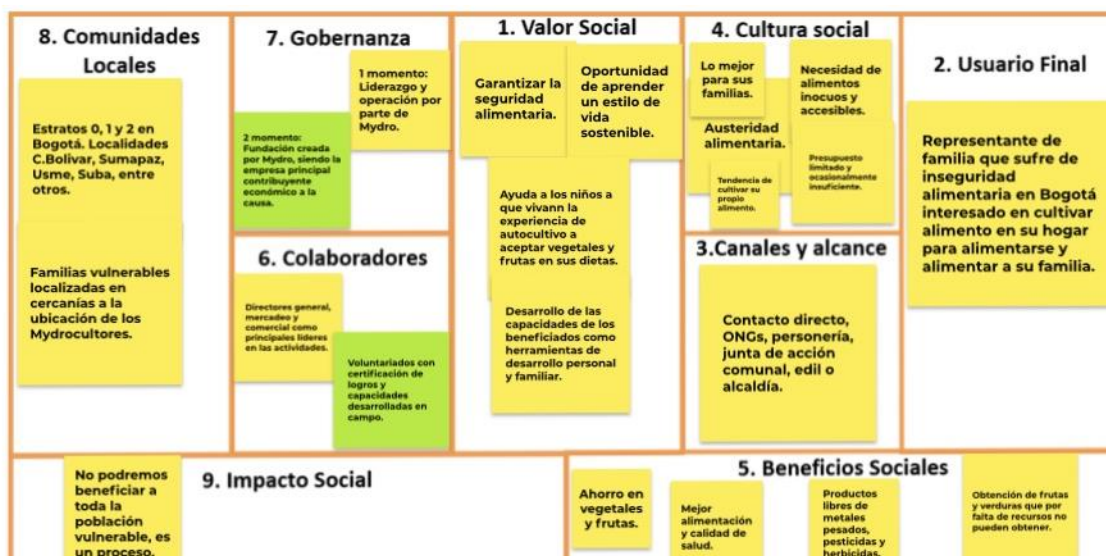 8. Comunidades
Locales
Estratos 0, 1 y 2 en
Bogotá. Localidades
C.Bolivar, Sumapaz,
Usme, Suba, entre
otros.
Familias vulnerables
localizadas en
cercanías a la
ubicación de los
Mydrocultores.
7. Gobernanza
1 momento:
Liderazgo y
operación por
parte de Mydro.
2 momento:
Fundación creada
por Mydro, siendo la
empresa principal
contribuyente
económico a la
causa.
6. Colaboradores
Directores general,
mercadeo y
comercial como
principales líderes
en las actividades.
Voluntariados con
certificación de
logros y
capacidades
desarrolladas en
campo.
1. Valor Social
Garantizar la
seguridad
alimentaria.
Oportunidad
de aprender
un estilo de
vida
sostenible.
Ayuda a los niños a
que vivann la
experiencia de
autocultivo a
aceptar vegetales y
frutas en sus dietas.
Desarrollo de las
capacidades de los
beneficiados como
herramientas de
desarrollo personal
y familiar.
4. Cultura social
Lo mejor
para sus
familias.
Necesidad de
alimentos
inocuos y
accesibles.
Austeridad
alimentaria.
Tendencia de
cultivar su
propio
alimento.
Presupuesto
limitado y
ocasionalmente
insuficiente.
3.Canales y alcance
Contacto directo,
ONGs, personería,
junta de acción
comunal, edil o
alcaldía.
2. Usuario Final
Representante de
familia que sufre de
inseguridad
alimentaria en Bogotá
interesado en cultivar
alimento en su hogar
para alimentarse y
alimentar a su familia.
9. Impacto Social
No podremos
beneficiar a
toda la
población
vulnerable, es
un proceso.
5. Beneficios Sociales
Ahorro en
vegetales
y frutas.
Mejor
alimentación
y calidad de
salud.
Productos
libres de
metales
pesados,
pesticidas y
herbicidas.
Obtención de frutas
y verduras que por
falta de recursos no
pueden obtener.